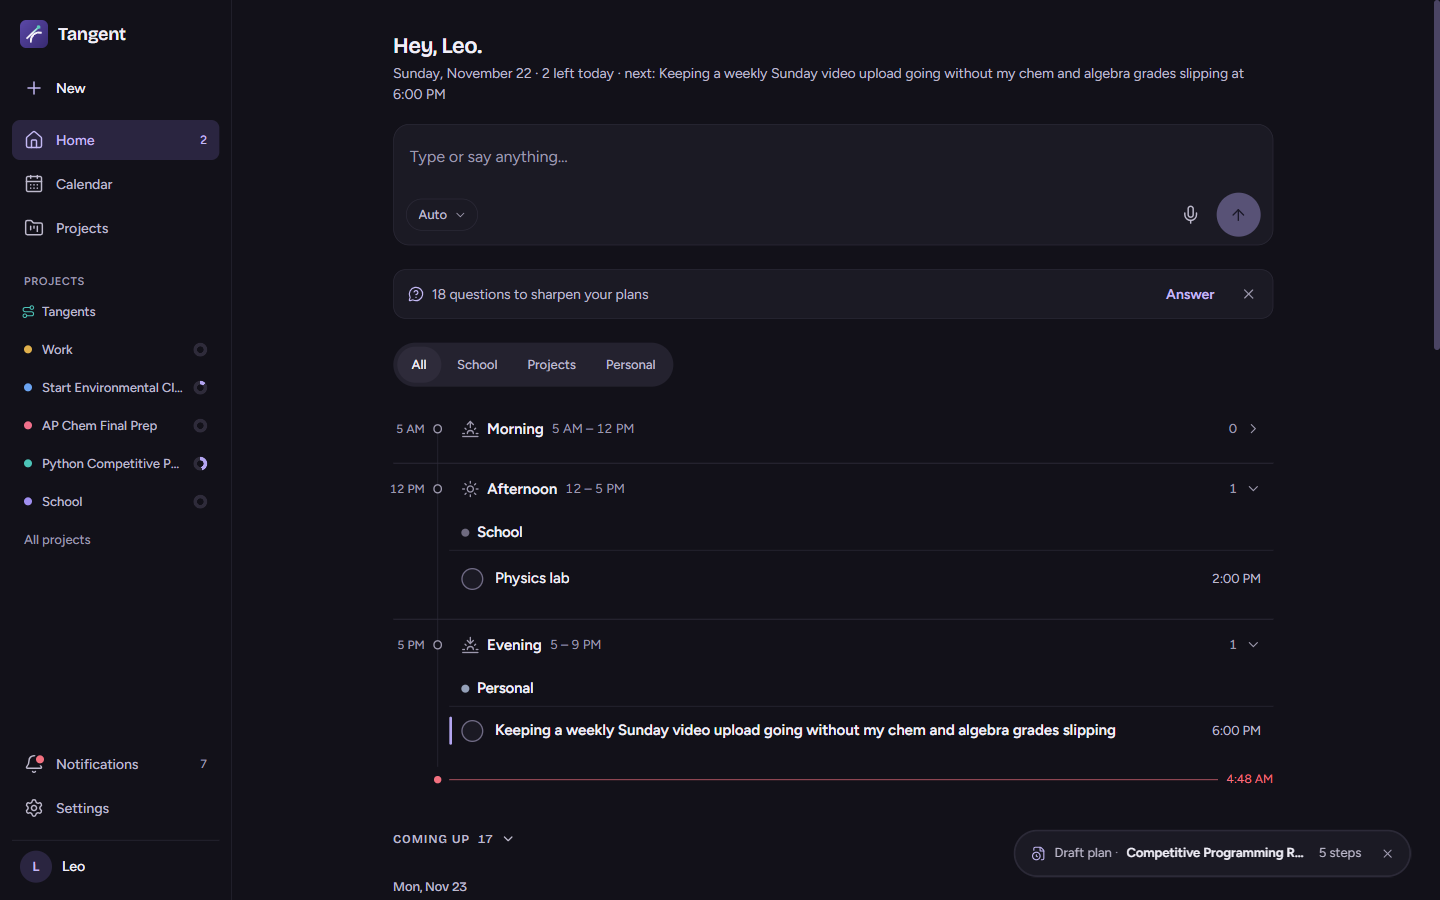 Tangent
New
Home 2
Calendar
Projects
PROJECTS
Tangents
Work
Start Environmental Cl...
AP Chem Final Prep
Python Competitive P...
School
All projects
Notifications 7
Settings
L Leo
Hey, Leo.
Sunday, November 22 · 2 left today · next: Keeping a weekly Sunday video upload going without my chem and algebra grades slipping at
6:00 PM
Type or say anything...
Auto
18 questions to sharpen your plans Answer
All School Projects Personal
5 AM Morning 5 AM – 12 PM 0
12 PM Afternoon 12 – 5 PM 1
School
Physics lab 2:00 PM
5 PM Evening 5 – 9 PM 1
Personal
Keeping a weekly Sunday video upload going without my chem and algebra grades slipping 6:00 PM
4:48 AM
COMING UP 17
Draft plan · Competitive Programming R... 5 steps
Mon, Nov 23